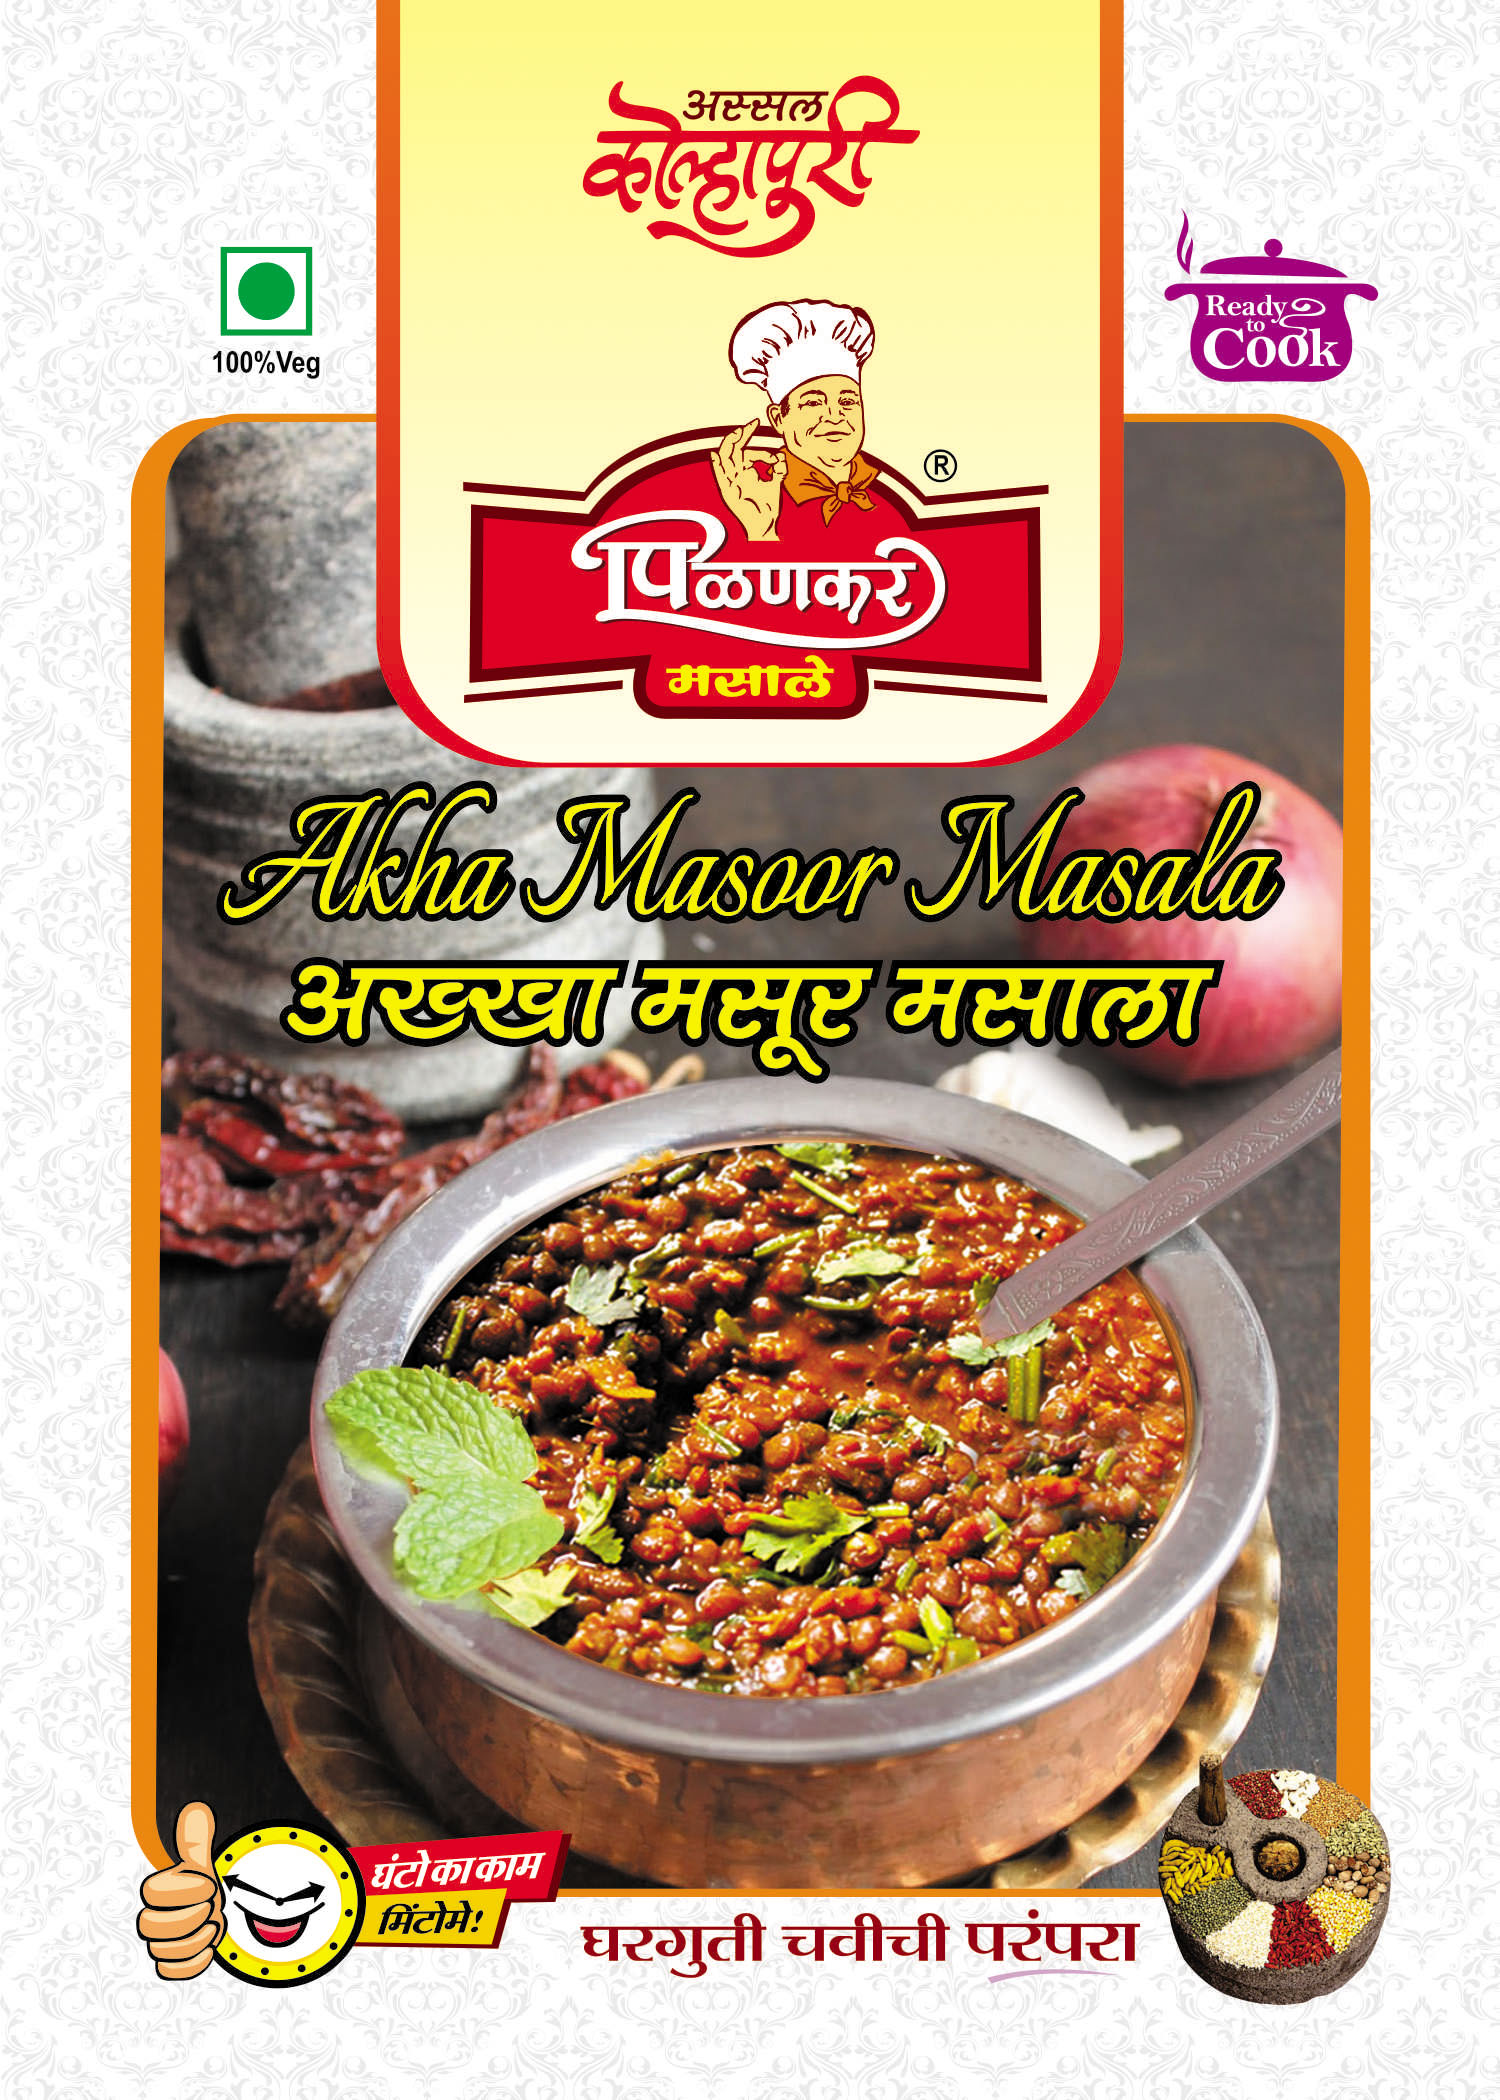 अस्सल
कोल्हापुरी
100%Veg
Ready
to
Cook
®
पिळणकर
मसाले
Akha Masoor Masala
अख्खा मसूर मसाला
घंटो का काम
मिंटोमे!
घरगुती चवीची परंपरा